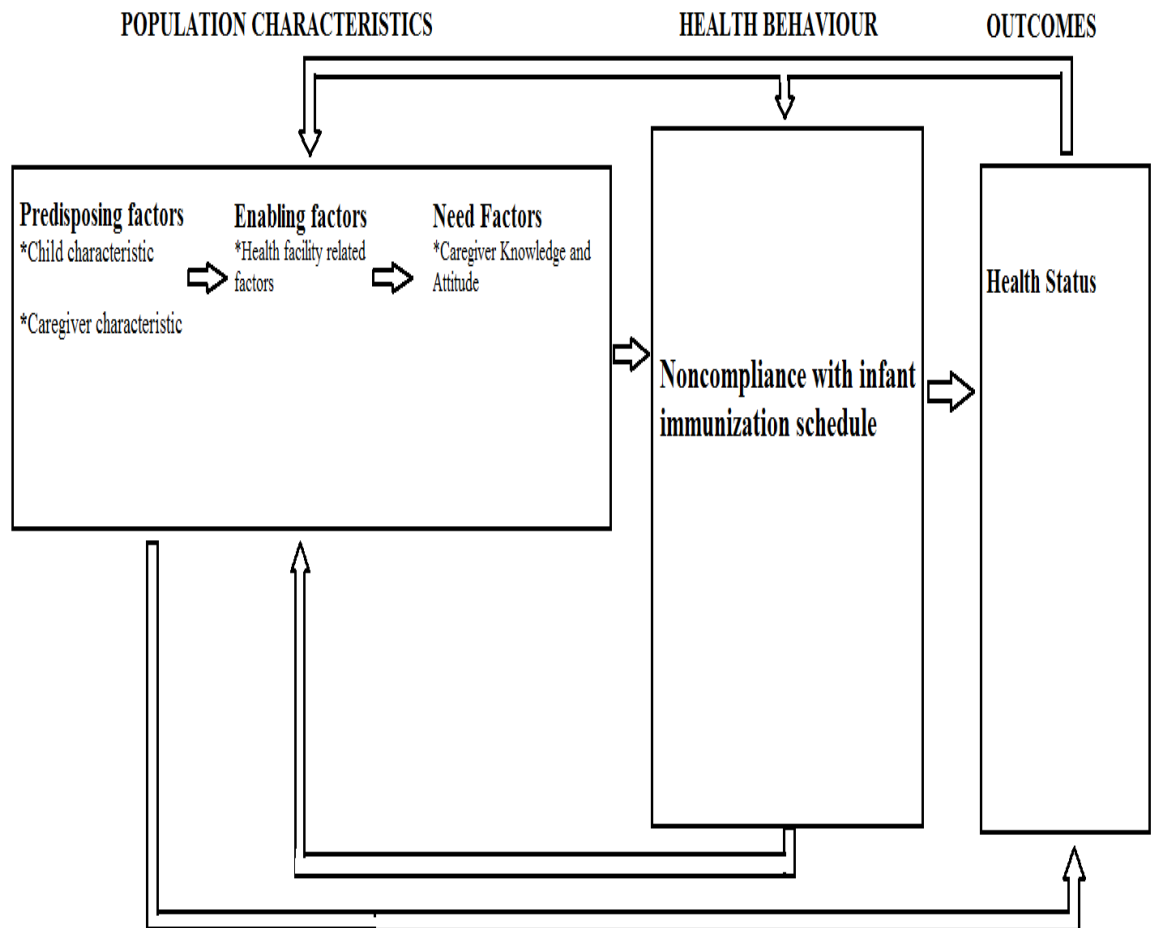 POPULATION CHARACTERISTICS
HEALTH BEHAVIOUR
OUTCOMES
Predisposing factors
*Child characteristic
*Caregiver characteristic
Enabling factors
*Health facility related
factors
Need Factors
*Caregiver Knowledge and
Attitude
Noncompliance with infant
immunization schedule
Health Status